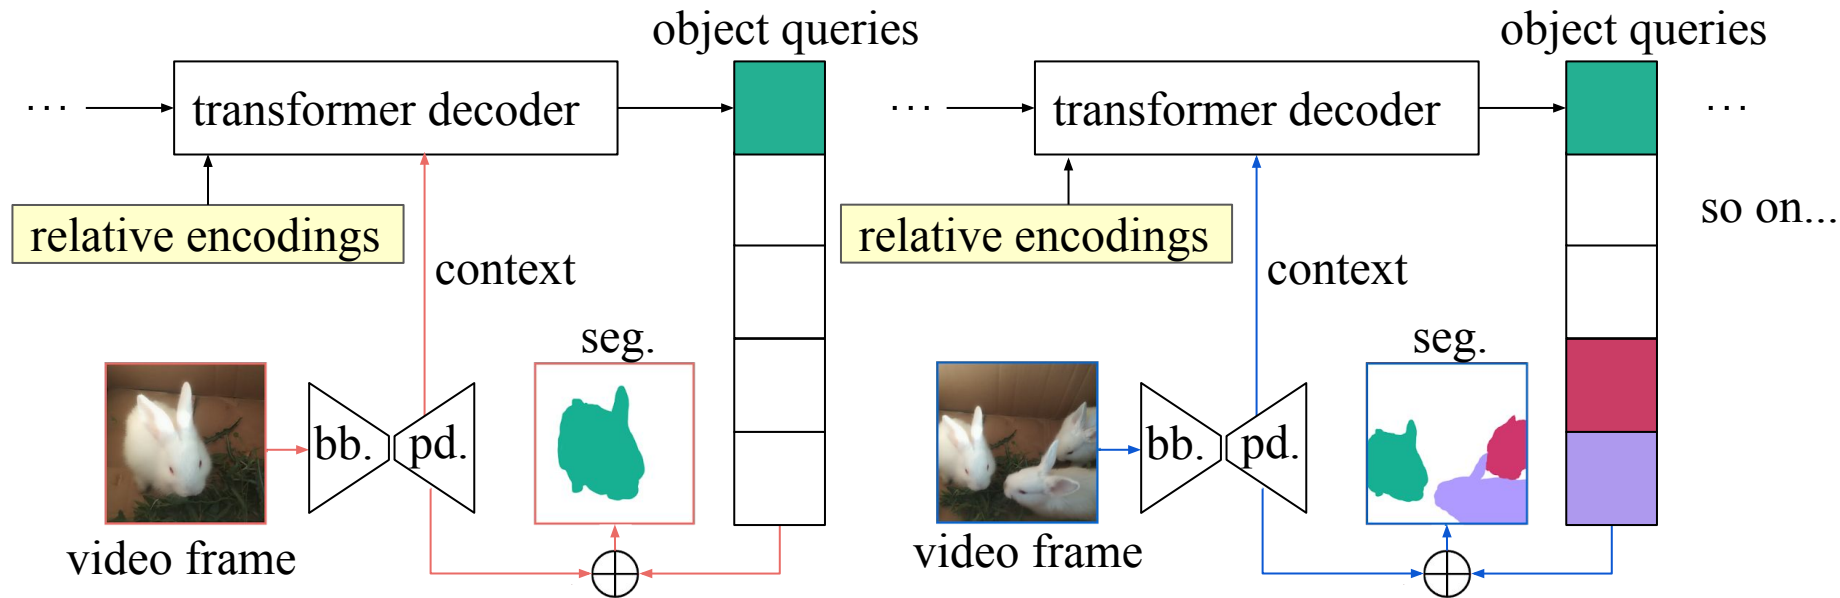 object queries
object queries
... transformer decoder
... transformer decoder
...
relative encodings
relative encodings
so on...
context
context
seg.
seg.
bb. pd.
bb. pd.
video frame
video frame